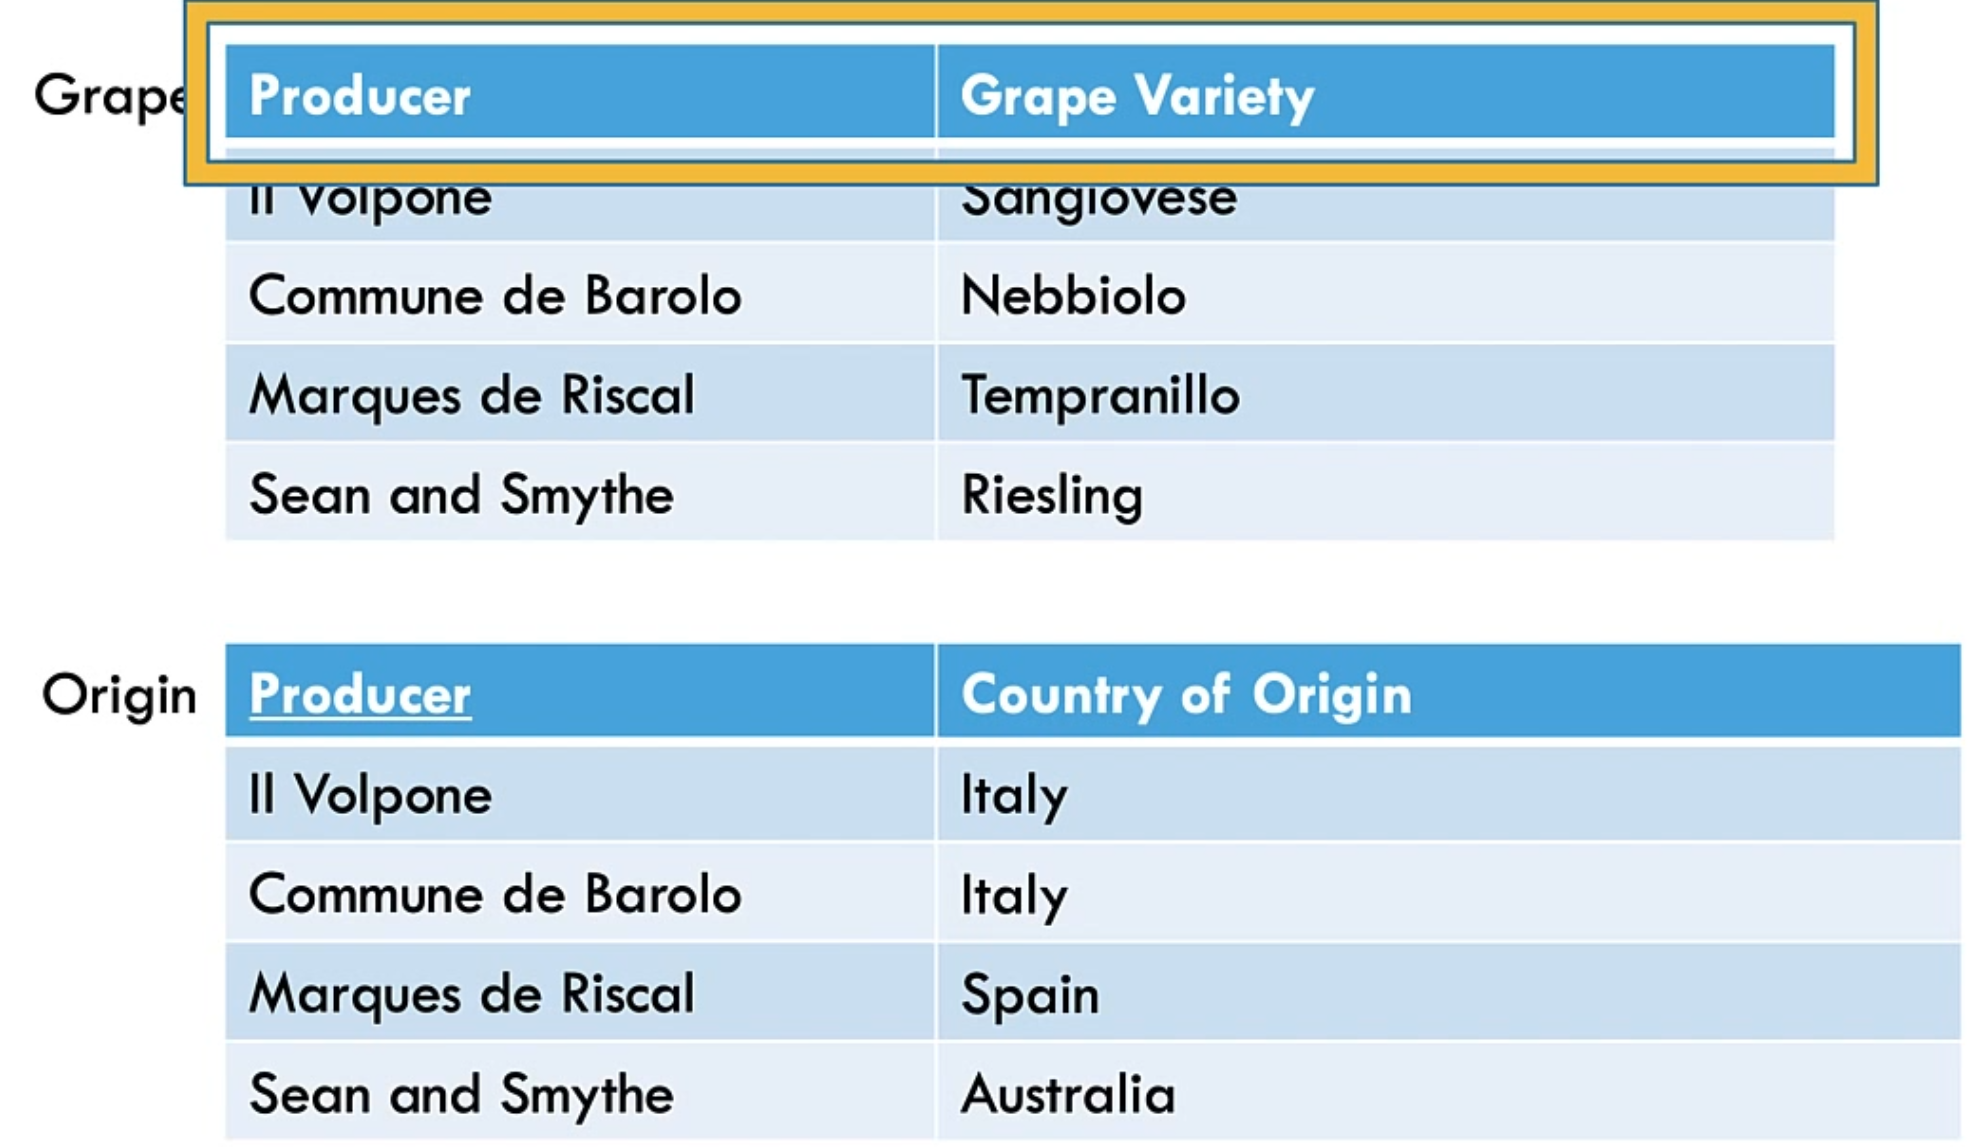 Grape Producer Grape Variety
Il Volpone Sangiovese
Commune de Barolo Nebbiolo
Marques de Riscal Tempranillo
Sean and Smythe Riesling
Origin Producer Country of Origin
Il Volpone Italy
Commune de Barolo Italy
Marques de Riscal Spain
Sean and Smythe Australia